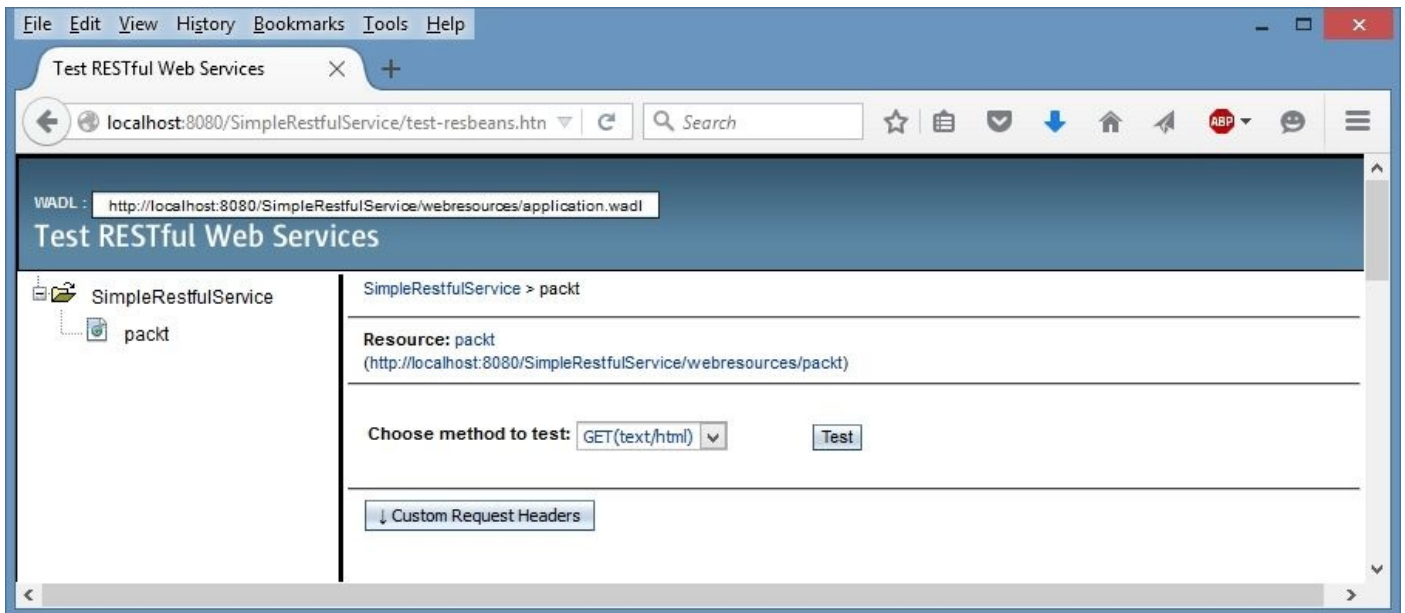 File Edit View History Bookmarks Tools Help
Test RESTful Web Services
localhost:8080/SimpleRestfulService/test-resbeans.htn
Search
ABP
WADL : http://localhost:8080/SimpleRestfulService/webresources/application.wadl
Test RESTful Web Services
SimpleRestfulService
packt
SimpleRestfulService > packt
Resource: packt
(http://localhost:8080/SimpleRestfulService/webresources/packt)
Choose method to test: GET(text/html) Test
↓ Custom Request Headers